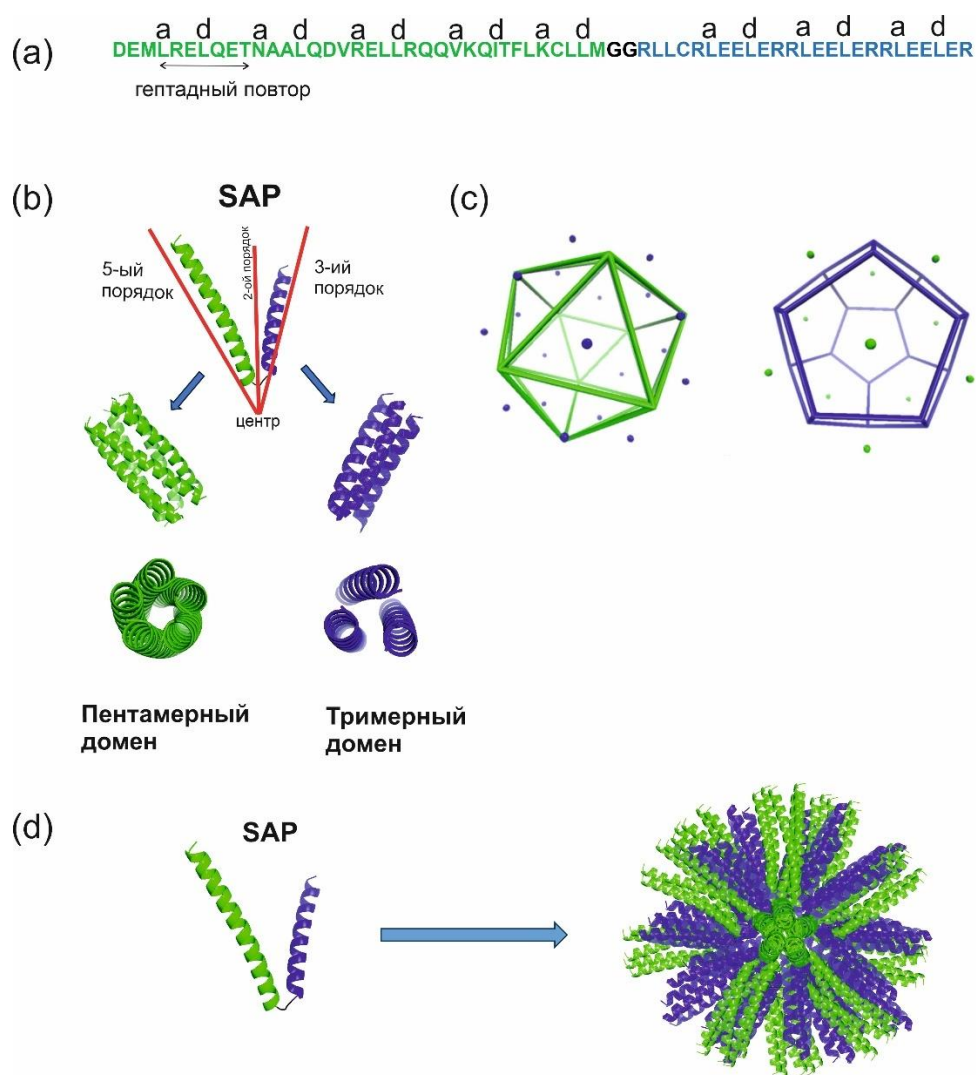 a d a d a d a d a d a d a d a d
(a) DEMLRELQETNAALQDVRELLRQQVKQITFLKCLLMGGRLLCRLEELERRLEELERRLEELER
гептадный повтор
(b)
SAP
5-ый порядок
2-ой порядок
3-ий порядок
центр
Пентамерный домен
Тримерный домен
(c)
(d)
SAP